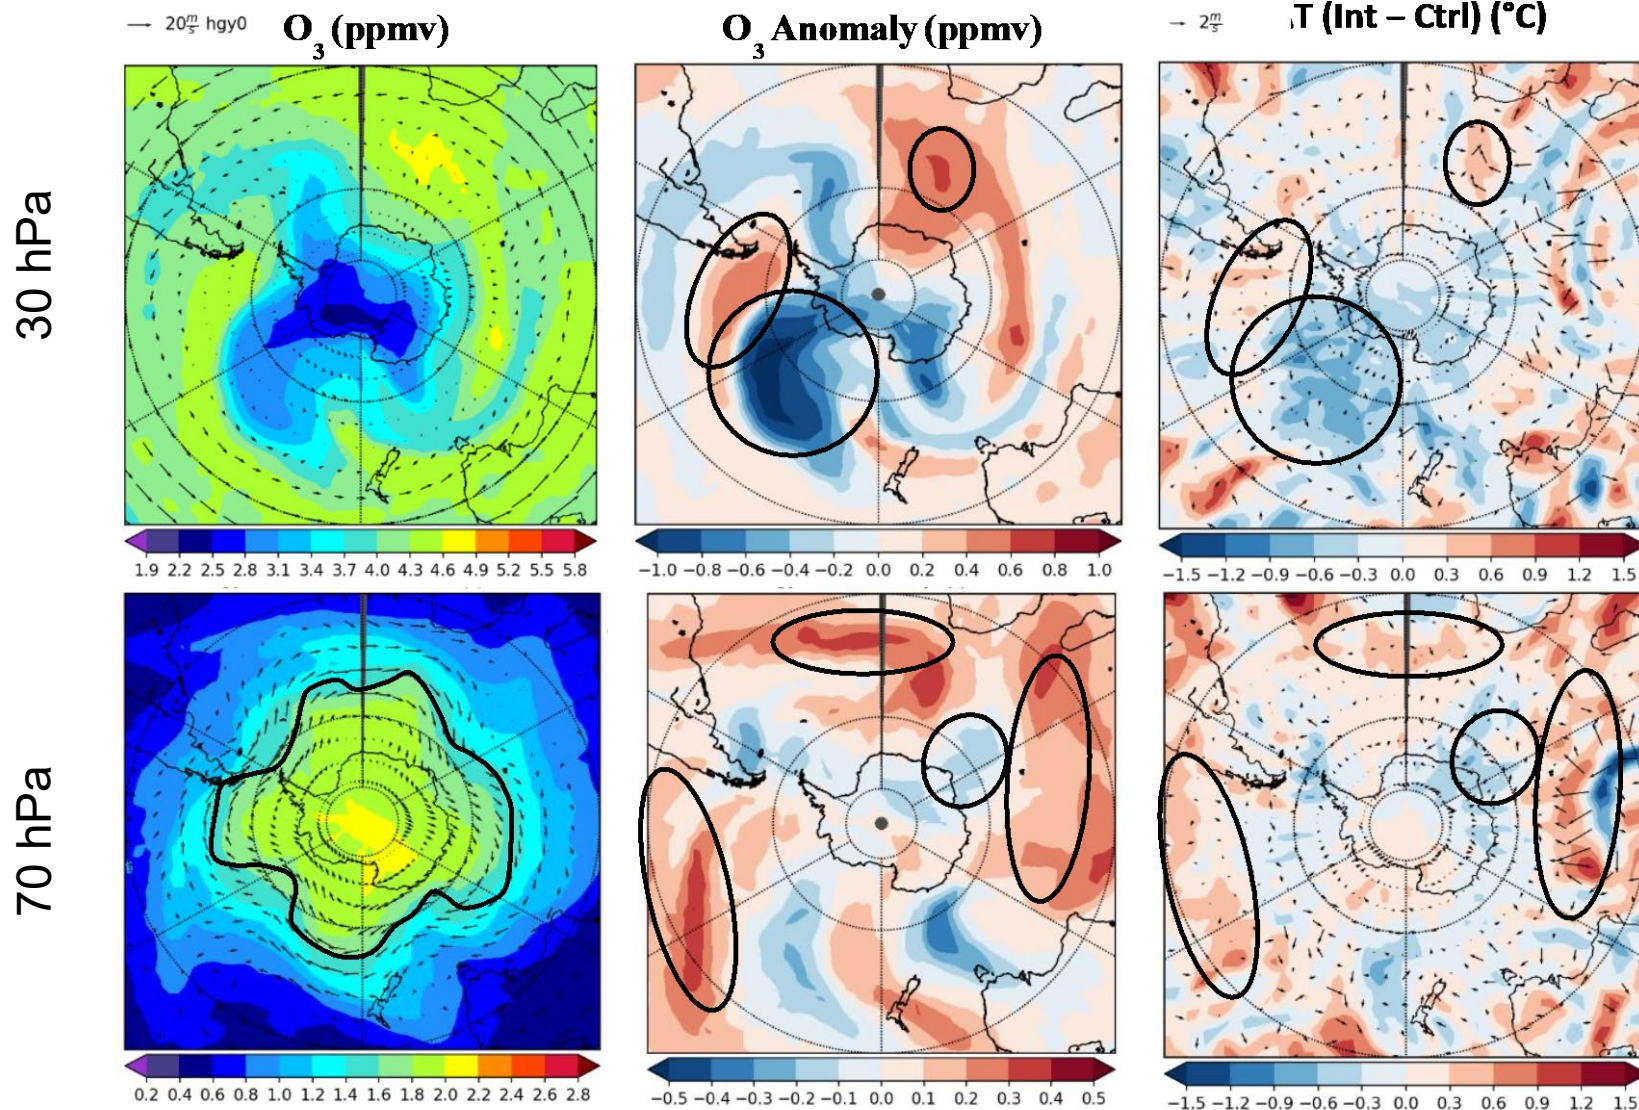 20 m/s hgy0
O3 (ppmv)
O3 Anomaly (ppmv)
2 m/s
T (Int – Ctrl) (°C)
30 hPa
1.9 2.2 2.5 2.8 3.1 3.4 3.7 4.0 4.3 4.6 4.9 5.2 5.5 5.8
−1.0 −0.8 −0.6 −0.4 −0.2 0.0 0.2 0.4 0.6 0.8 1.0
−1.5 −1.2 −0.9 −0.6 −0.3 0.0 0.3 0.6 0.9 1.2 1.5
70 hPa
0.2 0.4 0.6 0.8 1.0 1.2 1.4 1.6 1.8 2.0 2.2 2.4 2.6 2.8
−0.5 −0.4 −0.3 −0.2 −0.1 0.0 0.1 0.2 0.3 0.4 0.5
−1.5 −1.2 −0.9 −0.6 −0.3 0.0 0.3 0.6 0.9 1.2 1.5